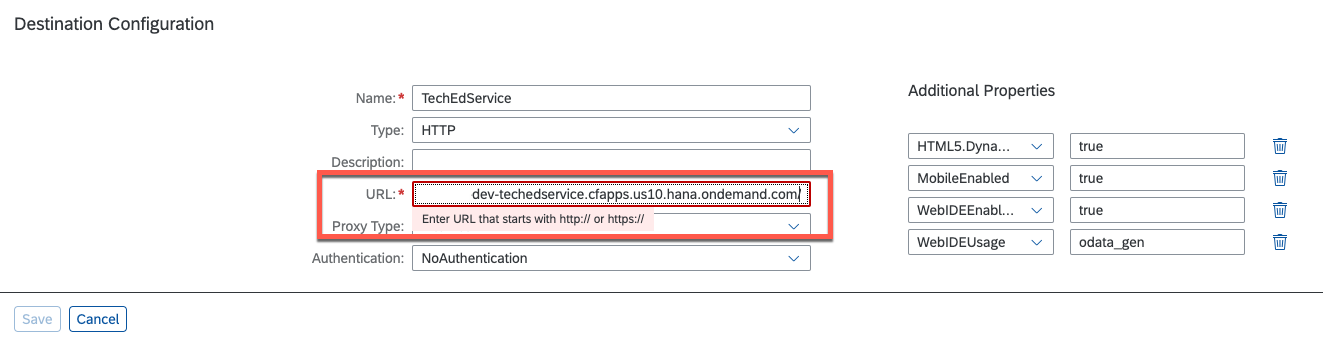 Destination Configuration
Name:* TechEdService
Type: HTTP
Description:
URL:* dev-techedservice.cfapps.us10.hana.ondemand.com/
Enter URL that starts with http:// or https://
Proxy Type:
Authentication: NoAuthentication
Additional Properties
HTML5.Dyna... true
MobileEnabled true
WebIDEEnabl... true
WebIDEUsage odata_gen
Save Cancel